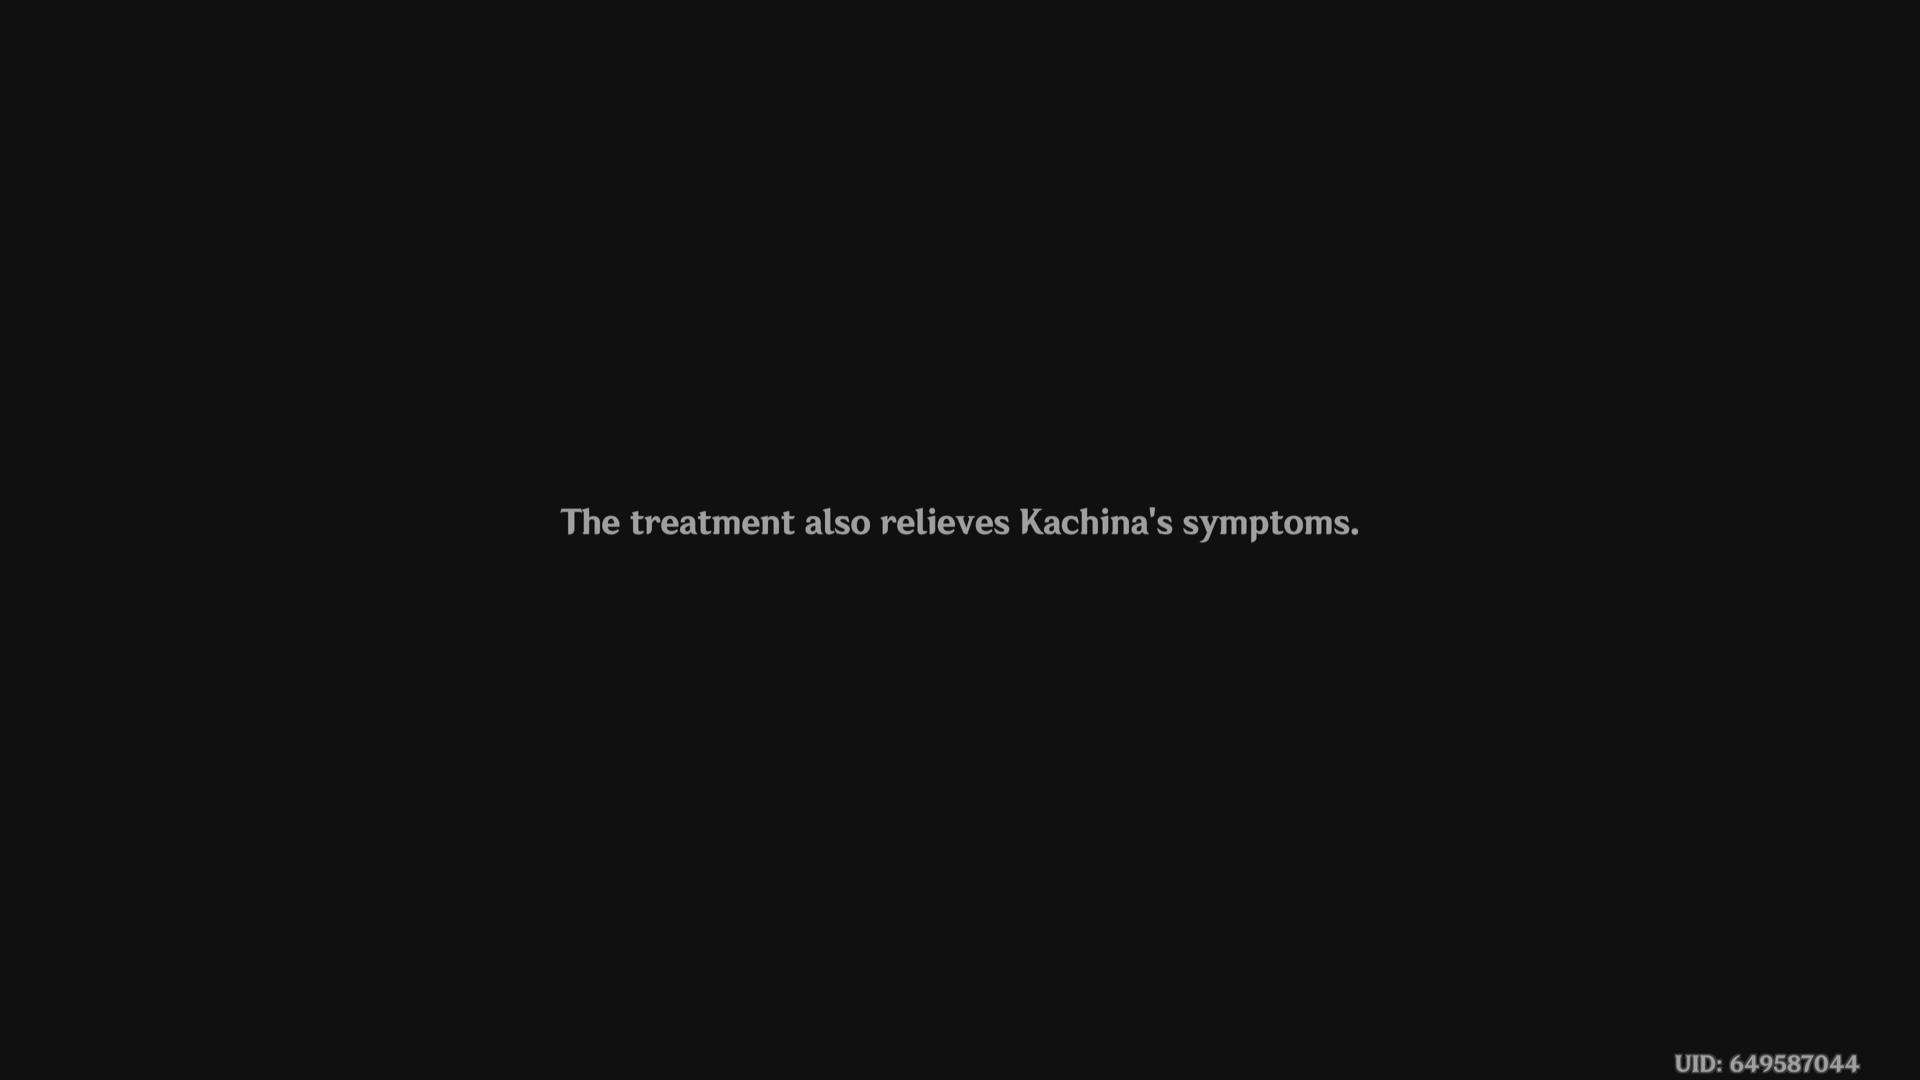 The treatment also relieves Kachina's symptoms.
UID: 649587044